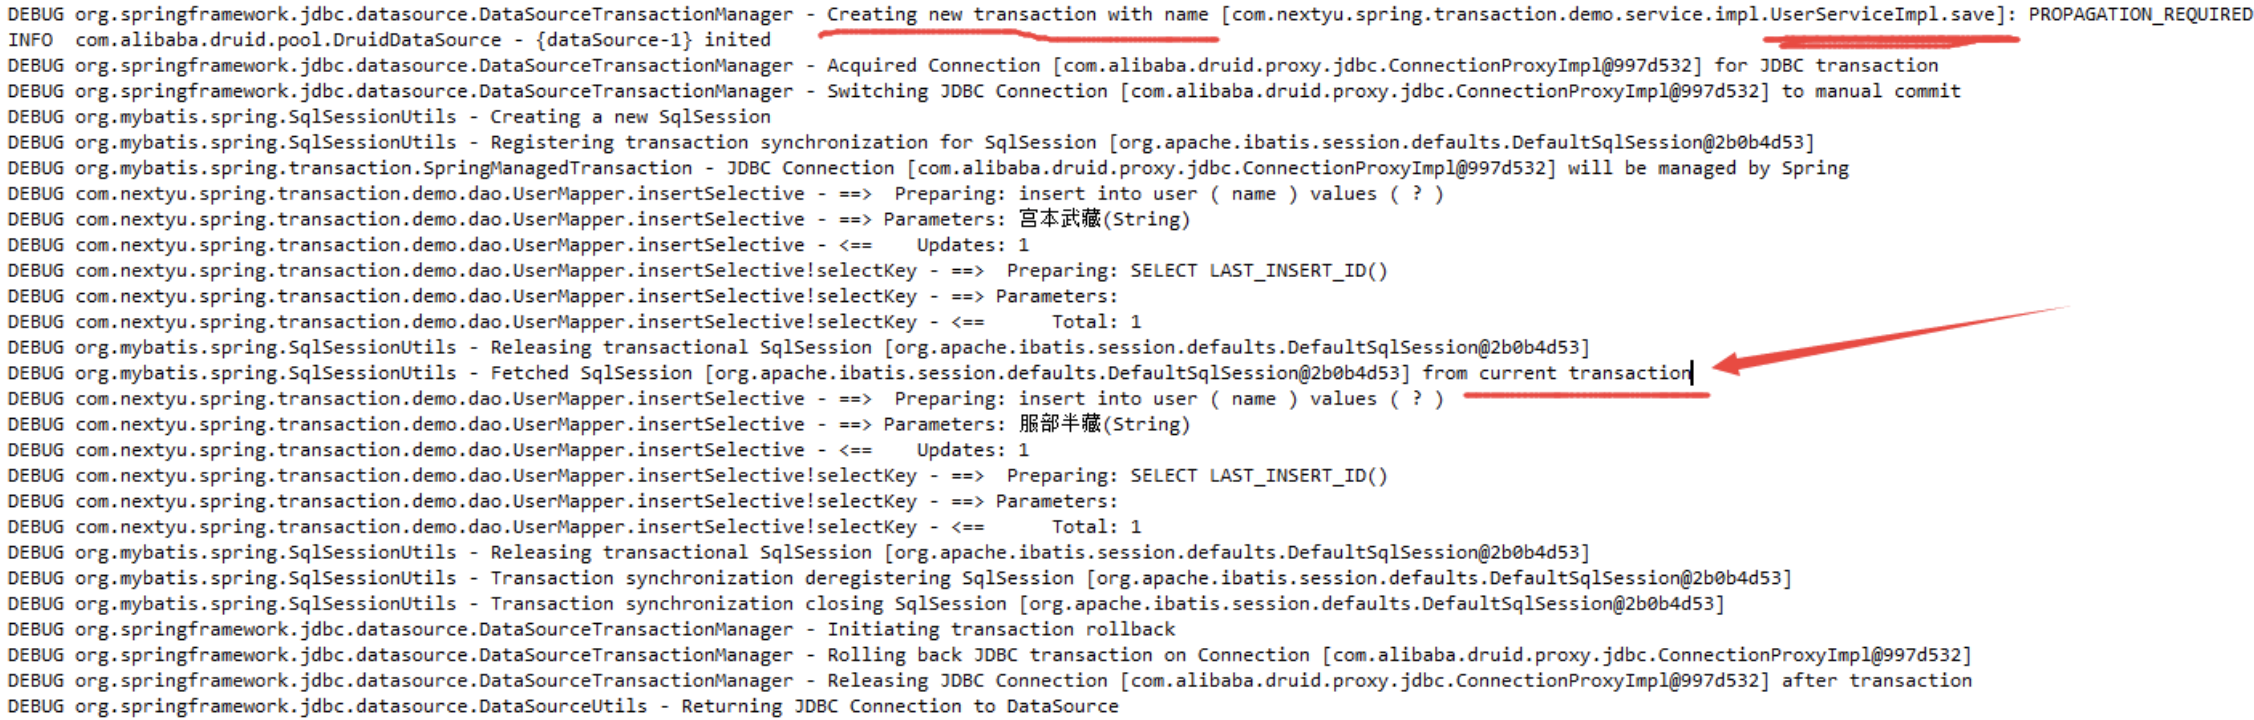 DEBUG org.springframework.jdbc.datasource.DataSourceTransactionManager - Creating new transaction with name [com.nextyu.spring.transaction.demo.service.impl.UserServiceImpl.save]: PROPAGATION_REQUIRED
INFO  com.alibaba.druid.pool.DruidDataSource - {dataSource-1} inited
DEBUG org.springframework.jdbc.datasource.DataSourceTransactionManager - Acquired Connection [com.alibaba.druid.proxy.jdbc.ConnectionProxyImpl@997d532] for JDBC transaction
DEBUG org.springframework.jdbc.datasource.DataSourceTransactionManager - Switching JDBC Connection [com.alibaba.druid.proxy.jdbc.ConnectionProxyImpl@997d532] to manual commit
DEBUG org.mybatis.spring.SqlSessionUtils - Creating a new SqlSession
DEBUG org.mybatis.spring.SqlSessionUtils - Registering transaction synchronization for SqlSession [org.apache.ibatis.session.defaults.DefaultSqlSession@2b0b4d53]
DEBUG org.mybatis.spring.transaction.SpringManagedTransaction - JDBC Connection [com.alibaba.druid.proxy.jdbc.ConnectionProxyImpl@997d532] will be managed by Spring
DEBUG com.nextyu.spring.transaction.demo.dao.UserMapper.insertSelective - ==>  Preparing: insert into user ( name ) values ( ? )
DEBUG com.nextyu.spring.transaction.demo.dao.UserMapper.insertSelective - ==> Parameters: 宫本武藏(String)
DEBUG com.nextyu.spring.transaction.demo.dao.UserMapper.insertSelective - <==    Updates: 1
DEBUG com.nextyu.spring.transaction.demo.dao.UserMapper.insertSelective!selectKey - ==>  Preparing: SELECT LAST_INSERT_ID()
DEBUG com.nextyu.spring.transaction.demo.dao.UserMapper.insertSelective!selectKey - ==> Parameters:
DEBUG com.nextyu.spring.transaction.demo.dao.UserMapper.insertSelective!selectKey - <==      Total: 1
DEBUG org.mybatis.spring.SqlSessionUtils - Releasing transactional SqlSession [org.apache.ibatis.session.defaults.DefaultSqlSession@2b0b4d53]
DEBUG org.mybatis.spring.SqlSessionUtils - Fetched SqlSession [org.apache.ibatis.session.defaults.DefaultSqlSession@2b0b4d53] from current transaction
DEBUG com.nextyu.spring.transaction.demo.dao.UserMapper.insertSelective - ==>  Preparing: insert into user ( name ) values ( ? )
DEBUG com.nextyu.spring.transaction.demo.dao.UserMapper.insertSelective - ==> Parameters: 服部半藏(String)
DEBUG com.nextyu.spring.transaction.demo.dao.UserMapper.insertSelective - <==    Updates: 1
DEBUG com.nextyu.spring.transaction.demo.dao.UserMapper.insertSelective!selectKey - ==>  Preparing: SELECT LAST_INSERT_ID()
DEBUG com.nextyu.spring.transaction.demo.dao.UserMapper.insertSelective!selectKey - ==> Parameters:
DEBUG com.nextyu.spring.transaction.demo.dao.UserMapper.insertSelective!selectKey - <==      Total: 1
DEBUG org.mybatis.spring.SqlSessionUtils - Releasing transactional SqlSession [org.apache.ibatis.session.defaults.DefaultSqlSession@2b0b4d53]
DEBUG org.mybatis.spring.SqlSessionUtils - Transaction synchronization deregistering SqlSession [org.apache.ibatis.session.defaults.DefaultSqlSession@2b0b4d53]
DEBUG org.mybatis.spring.SqlSessionUtils - Transaction synchronization closing SqlSession [org.apache.ibatis.session.defaults.DefaultSqlSession@2b0b4d53]
DEBUG org.springframework.jdbc.datasource.DataSourceTransactionManager - Initiating transaction rollback
DEBUG org.springframework.jdbc.datasource.DataSourceTransactionManager - Rolling back JDBC transaction on Connection [com.alibaba.druid.proxy.jdbc.ConnectionProxyImpl@997d532]
DEBUG org.springframework.jdbc.datasource.DataSourceTransactionManager - Releasing JDBC Connection [com.alibaba.druid.proxy.jdbc.ConnectionProxyImpl@997d532] after transaction
DEBUG org.springframework.jdbc.datasource.DataSourceUtils - Returning JDBC Connection to DataSource